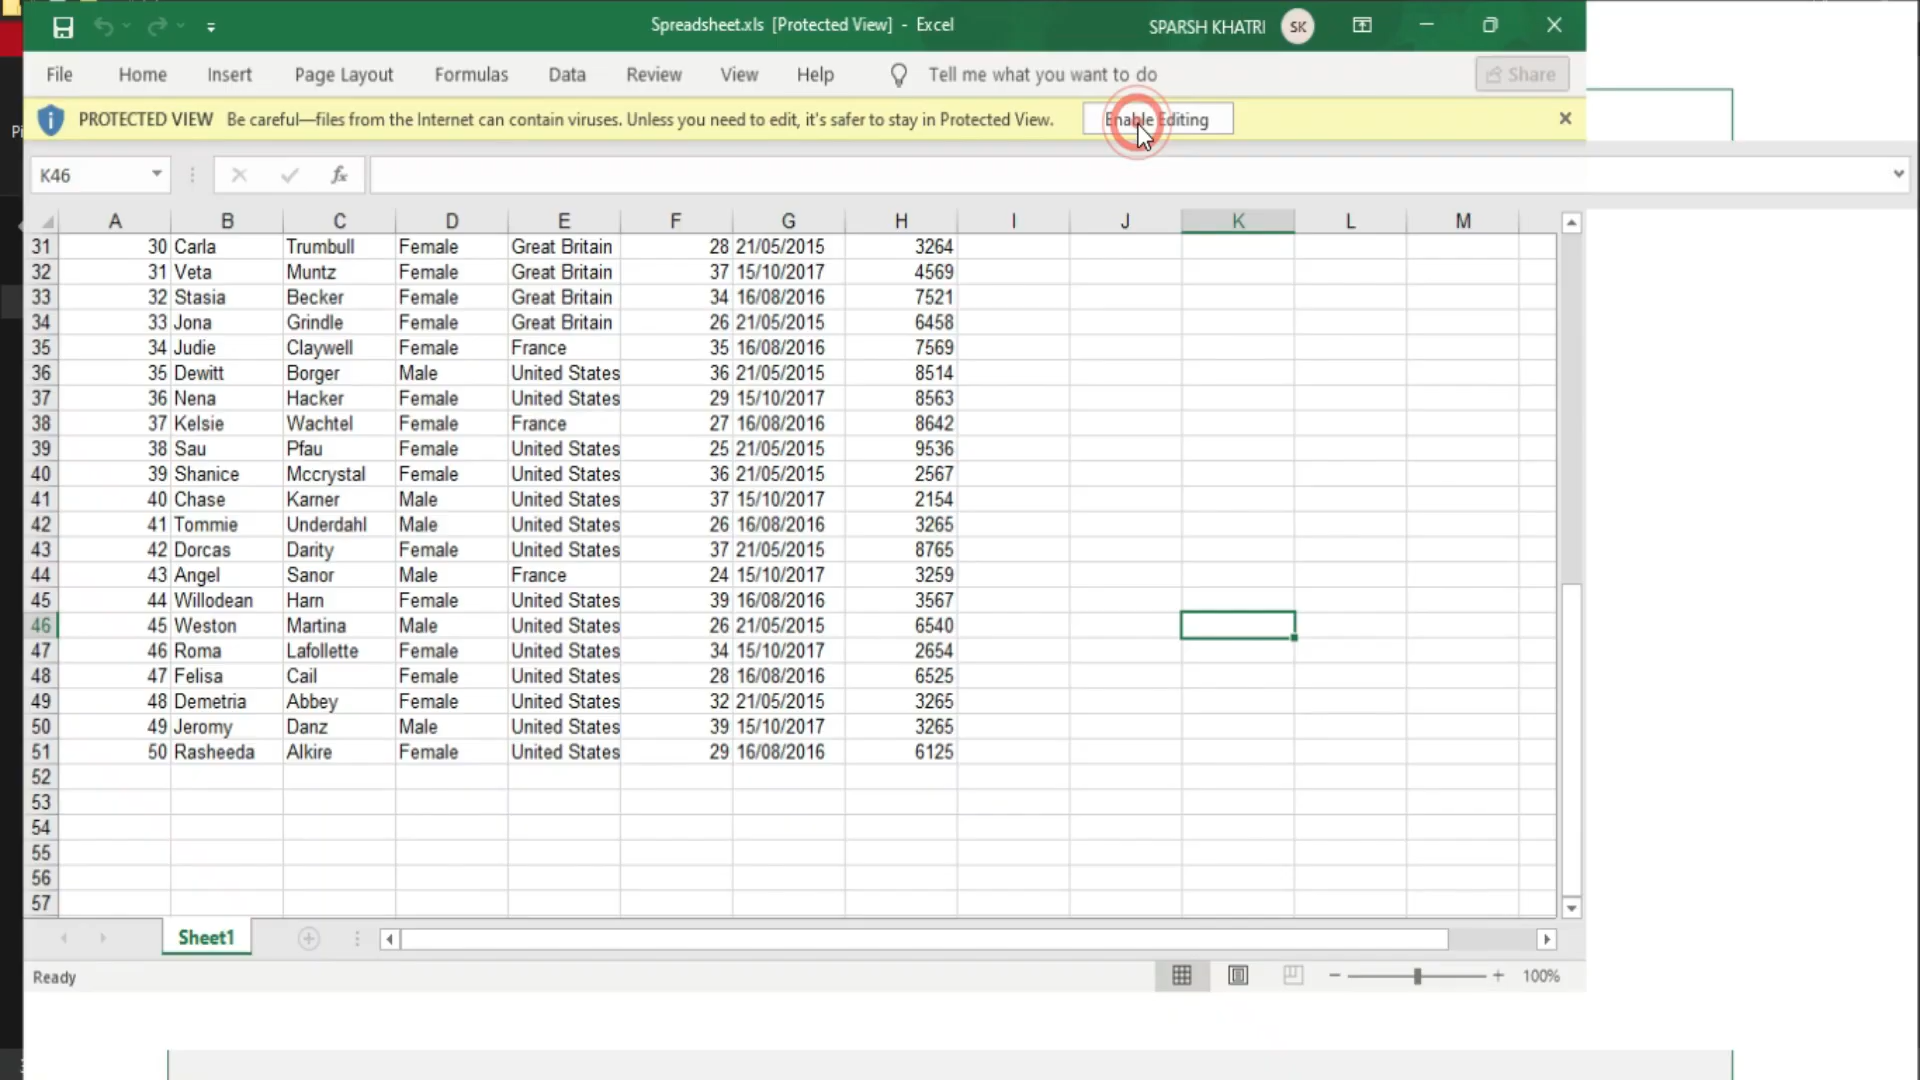 Spreadsheet.xls [Protected View] - Excel
SPARSH KHATRI SK
File Home Insert Page Layout Formulas Data Review View Help Tell me what you want to do Share
PROTECTED VIEW Be careful—files from the Internet can contain viruses. Unless you need to edit, it's safer to stay in Protected View. Enable Editing
K46 fx
A B C D E F G H I J K L M
31 30 Carla Trumbull Female Great Britain 28 21/05/2015 3264
32 31 Veta Muntz Female Great Britain 37 15/10/2017 4569
33 32 Stasia Becker Female Great Britain 34 16/08/2016 7521
34 33 Jona Grindle Female Great Britain 26 21/05/2015 6458
35 34 Judie Claywell Female France 35 16/08/2016 7569
36 35 Dewitt Borger Male United States 36 21/05/2015 8514
37 36 Nena Hacker Female United States 29 15/10/2017 8563
38 37 Kelsie Wachtel Female France 27 16/08/2016 8642
39 38 Sau Pfau Female United States 25 21/05/2015 9536
40 39 Shanice Mccrystal Female United States 36 21/05/2015 2567
41 40 Chase Karner Male United States 37 15/10/2017 2154
42 41 Tommie Underdahl Male United States 26 16/08/2016 3265
43 42 Dorcas Darity Female United States 37 21/05/2015 8765
44 43 Angel Sanor Male France 24 15/10/2017 3259
45 44 Willodean Harn Female United States 39 16/08/2016 3567
46 45 Weston Martina Male United States 26 21/05/2015 6540
47 46 Roma Lafollette Female United States 34 15/10/2017 2654
48 47 Felisa Cail Female United States 28 16/08/2016 6525
49 48 Demetria Abbey Female United States 32 21/05/2015 3265
50 49 Jeromy Danz Male United States 39 15/10/2017 3265
51 50 Rasheeda Alkire Female United States 29 16/08/2016 6125
52
53
54
55
56
57
Sheet1
Ready
100%